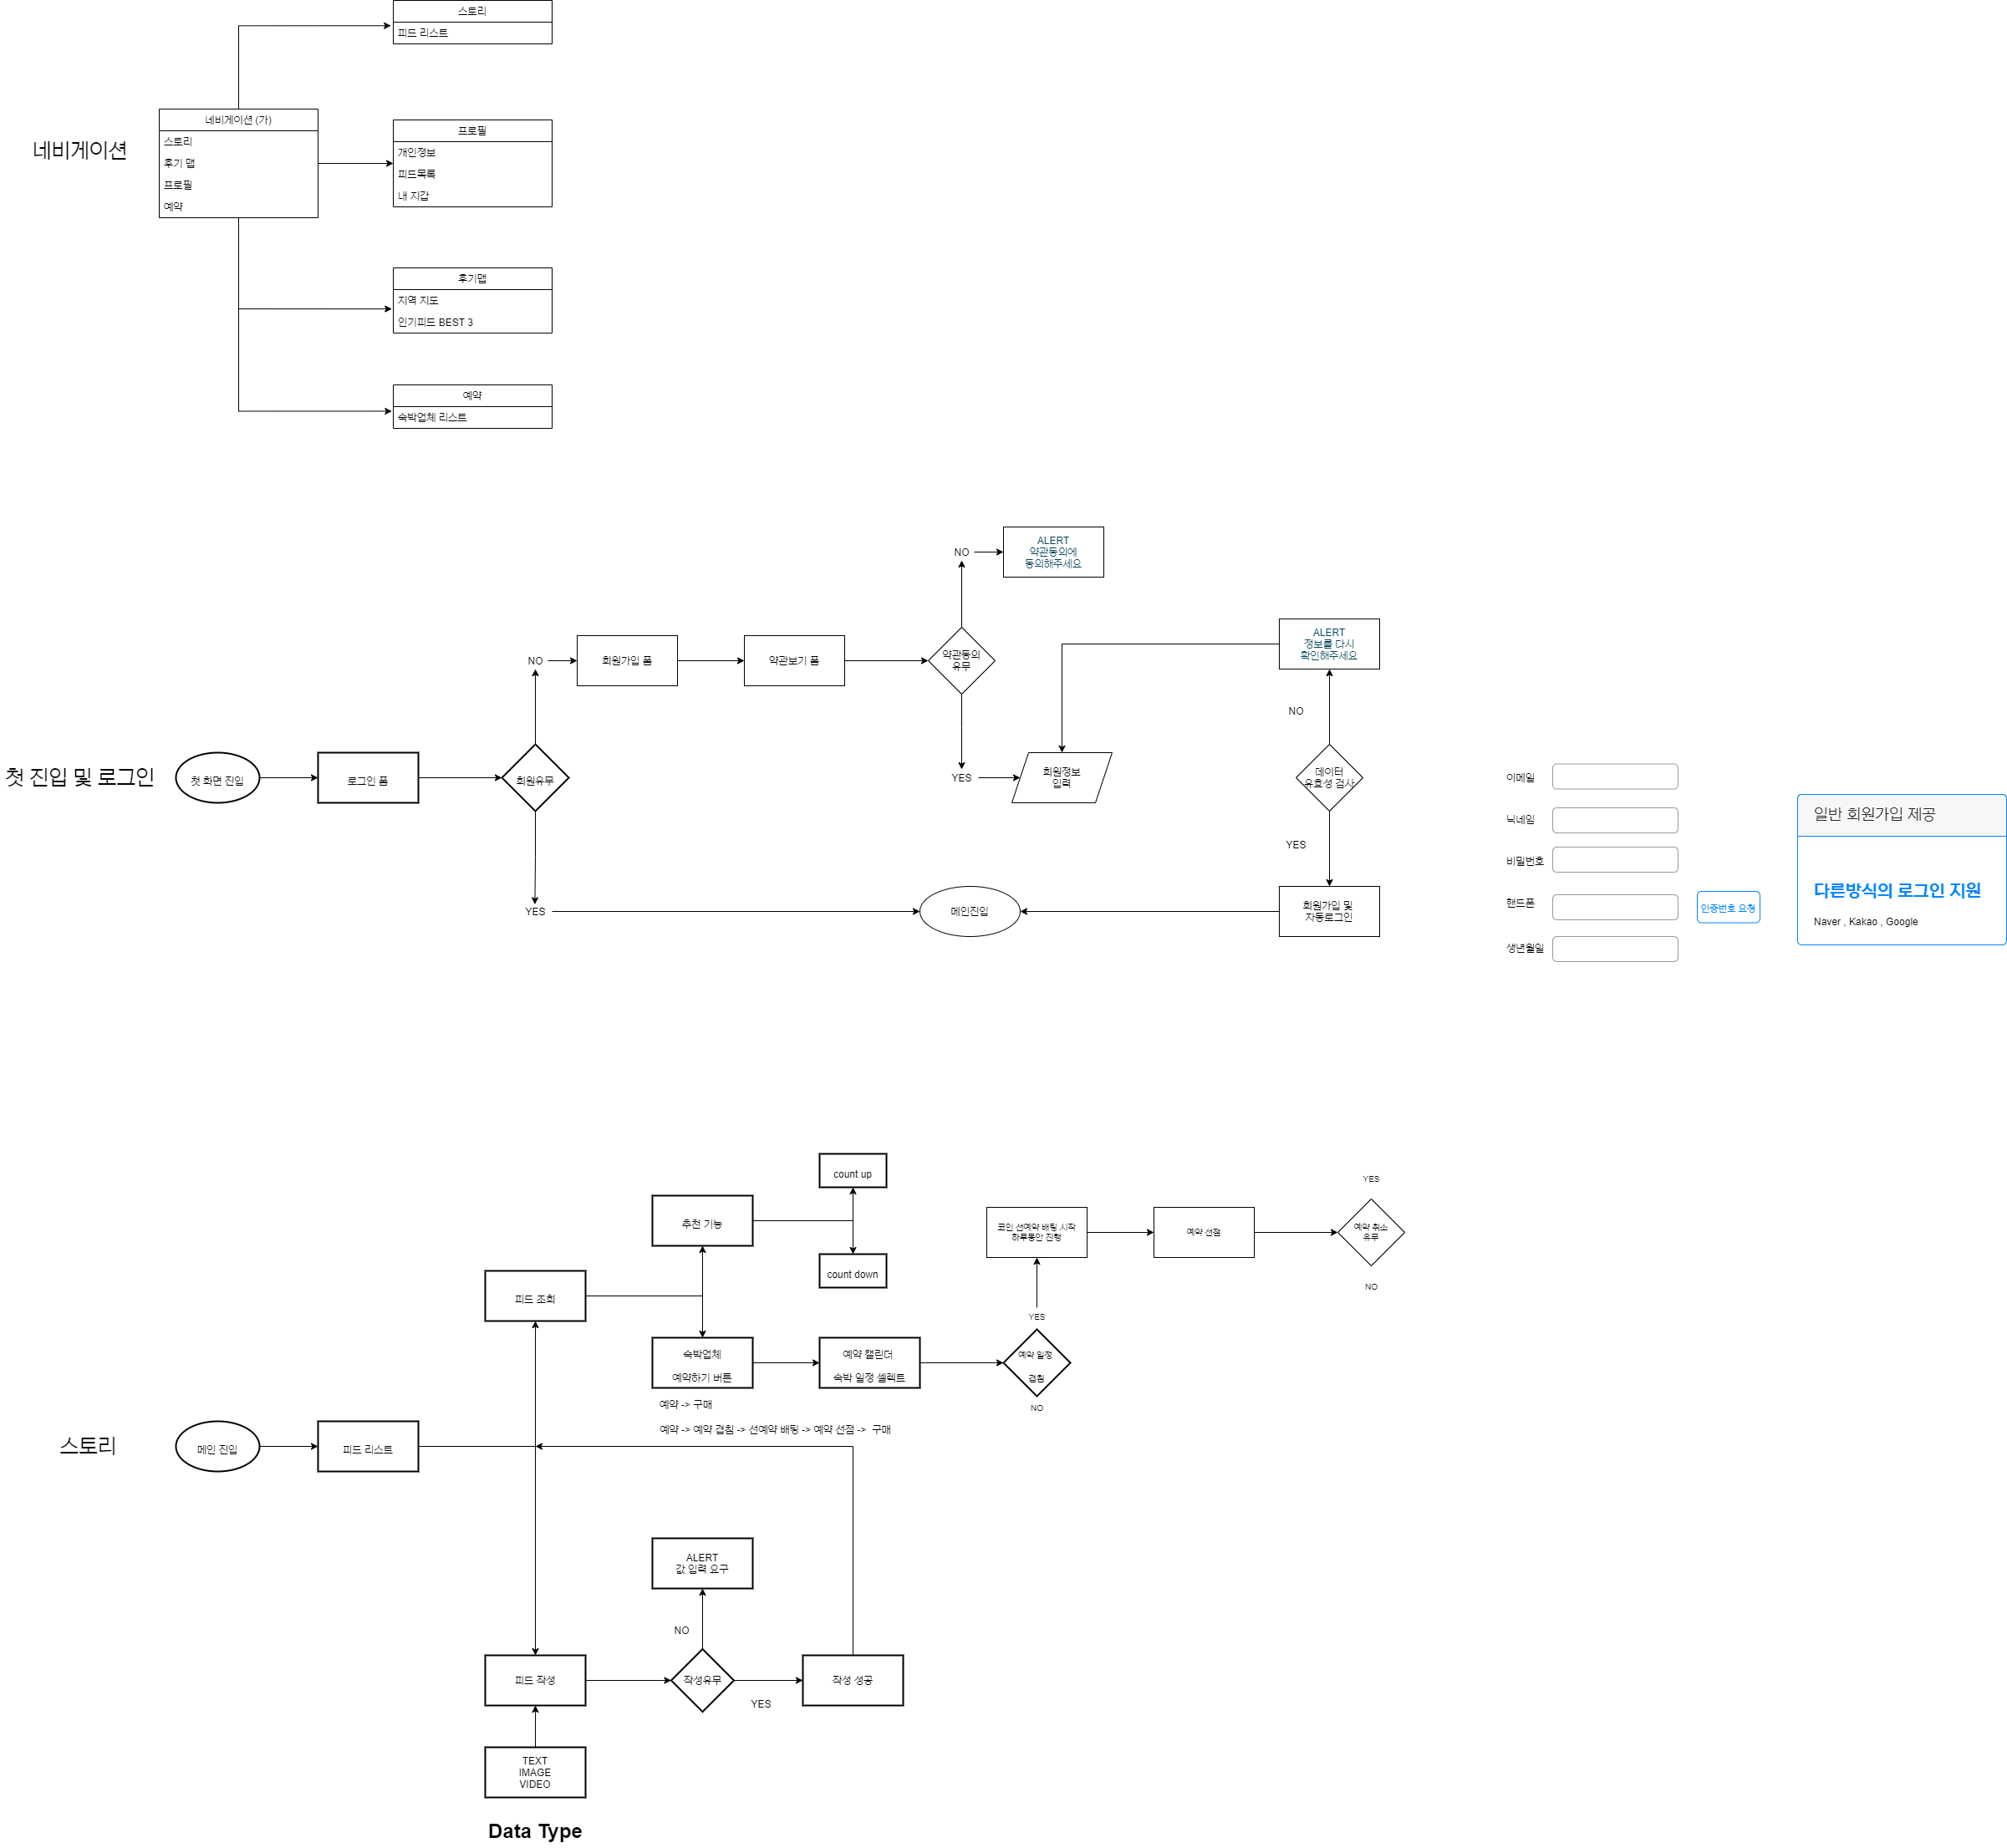 스토리
피드 리스트
네비게이션
네비게이션 (가)
스토리
후기 맵
프로필
예약
프로필
개인정보
피드목록
내 지갑
후기맵
지역 지도
인기피드 BEST 3
예약
숙박업체 리스트
첫 진입 및 로그인
첫 화면 진입
로그인 폼
회원유무
NO
회원가입 폼
약관보기 폼
약관동의
유무
NO
ALERT
약관동의에
동의해주세요
YES
회원정보
입력
ALERT
정보를 다시
확인해주세요
NO
데이터
유효성 검사
YES
회원가입 및
자동로그인
YES
메인진입
이메일
닉네임
비밀번호
핸드폰
인증번호 요청
생년월일
일반 회원가입 제공
다른방식의 로그인 지원
Naver , Kakao , Google
스토리
메인 진입
피드 리스트
피드 조회
추천 기능
count up
count down
숙박업체
예약하기 버튼
예약 캘린더
숙박 일정 셀렉트
예약 -> 구매
예약 -> 예약 겹침 -> 선예약 배팅 -> 예약 선점 -> 구매
예약 일정
겹침
YES
NO
코인 선예약 배팅 시작
하루동안 진행
예약 선점
예약 취소
유무
YES
NO
피드 작성
작성유무
NO
ALERT
값 입력 요구
YES
작성 성공
TEXT
IMAGE
VIDEO
Data Type